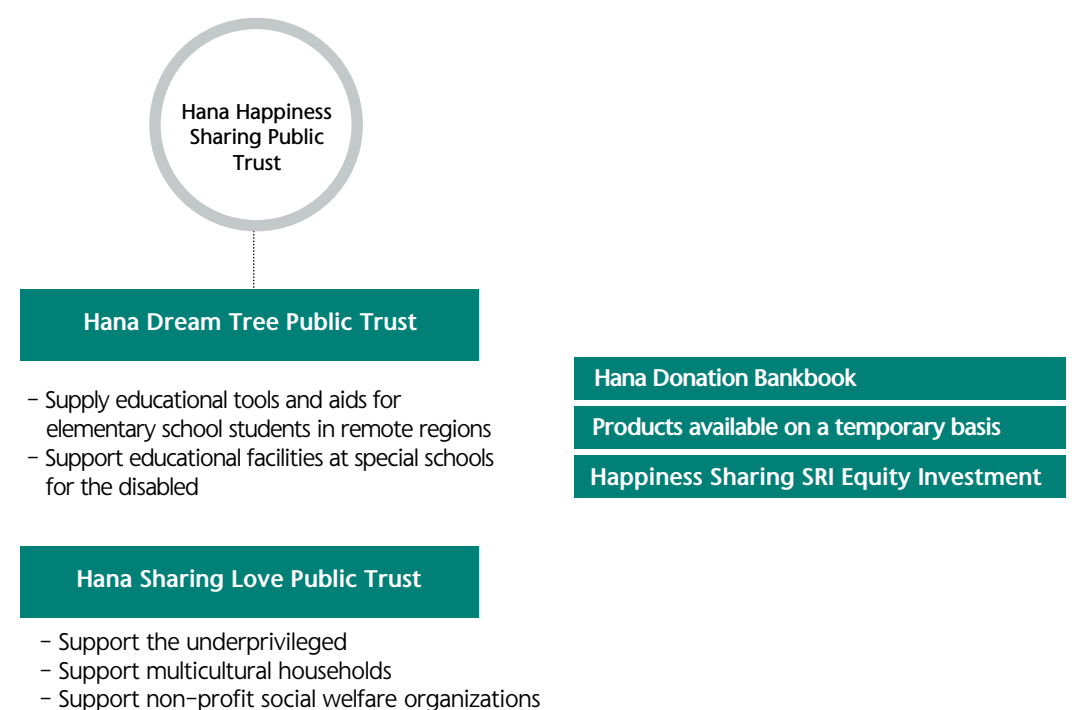 Hana Happiness
Sharing Public
Trust
Hana Dream Tree Public Trust
- Supply educational tools and aids for
elementary school students in remote regions
- Support educational facilities at special schools
for the disabled
Hana Sharing Love Public Trust
- Support the underprivileged
- Support multicultural households
- Support non-profit social welfare organizations
Hana Donation Bankbook
Products available on a temporary basis
Happiness Sharing SRI Equity Investment